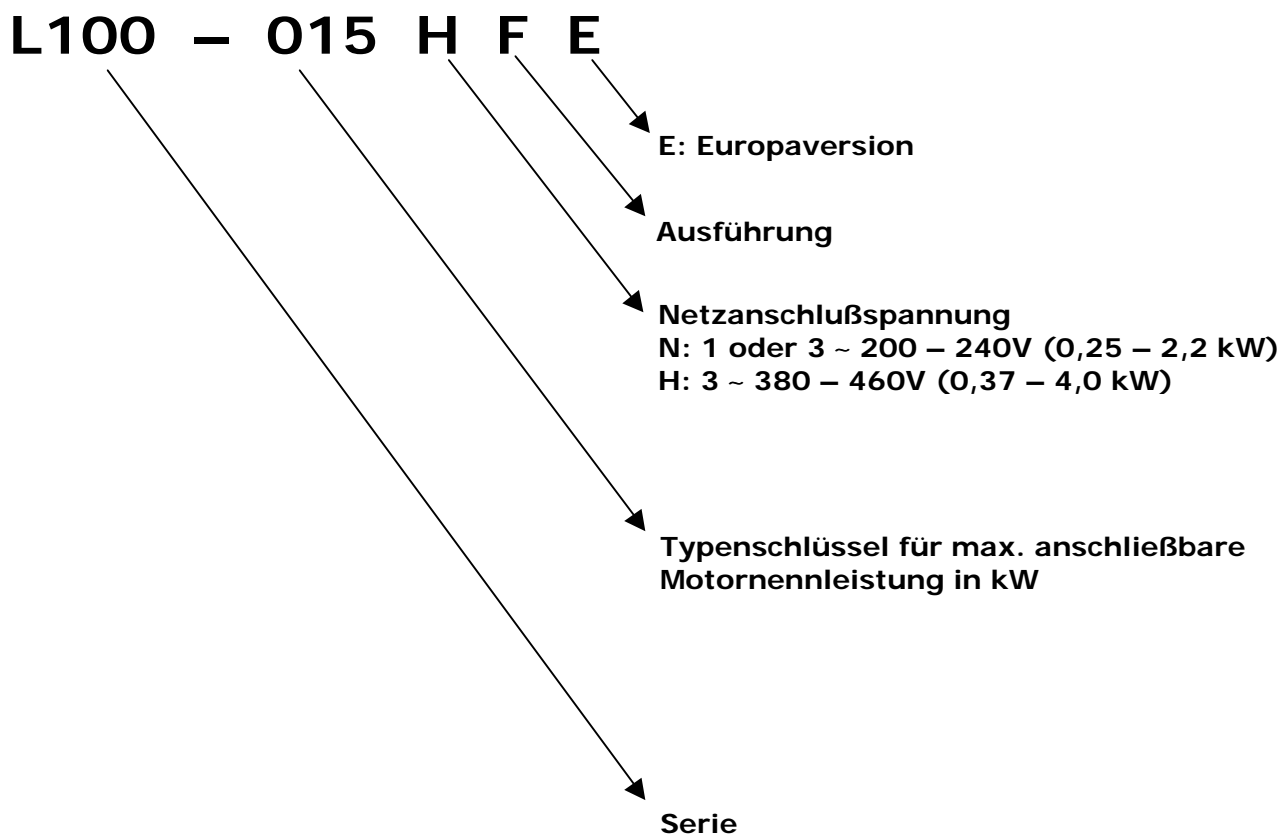 L100 – 015 H F E
E: Europaversion
Ausführung
Netzanschlußspannung
N: 1 oder 3 ~ 200 – 240V (0,25 – 2,2 kW)
H: 3 ~ 380 – 460V (0,37 – 4,0 kW)
Typenschlüssel für max. anschließbare
Motornennleistung in kW
Serie